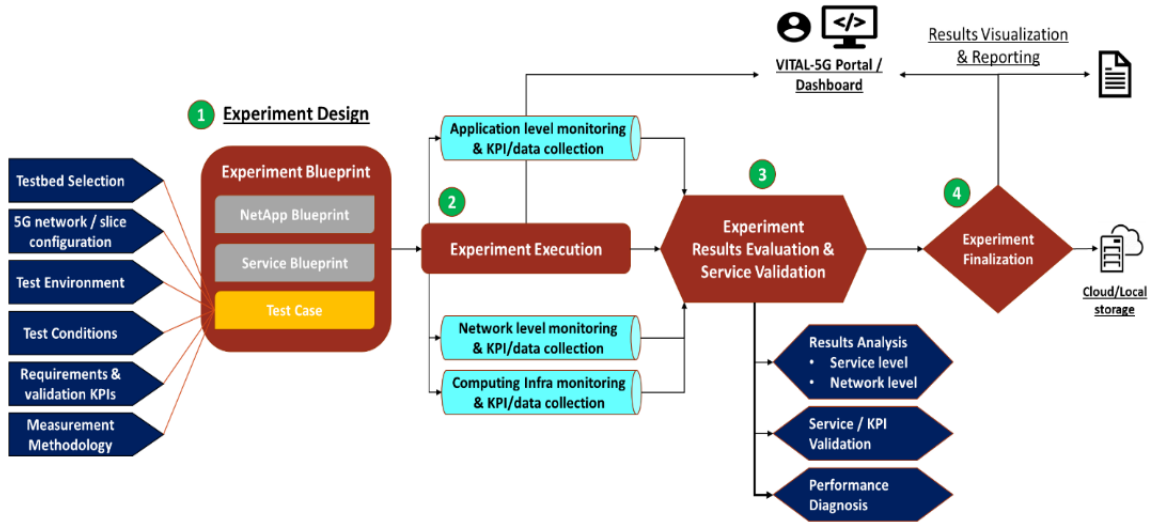 </>
VITAL-5G Portal /
Dashboard
Results Visualization
& Reporting
1
Experiment Design
Testbed Selection
5G network / slice
configuration
Test Environment
Test Conditions
Requirements &
validation KPIs
Measurement
Methodology
Experiment Blueprint
NetApp Blueprint
Service Blueprint
Test Case
2
Application level monitoring
& KPI/data collection
Experiment Execution
Network level monitoring
& KPI/data collection
Computing Infra monitoring
& KPI/data collection
3
Experiment
Results Evaluation &
Service Validation
Results Analysis
• Service level
• Network level
Service / KPI
Validation
Performance
Diagnosis
4
Experiment
Finalization
Cloud/Local
storage